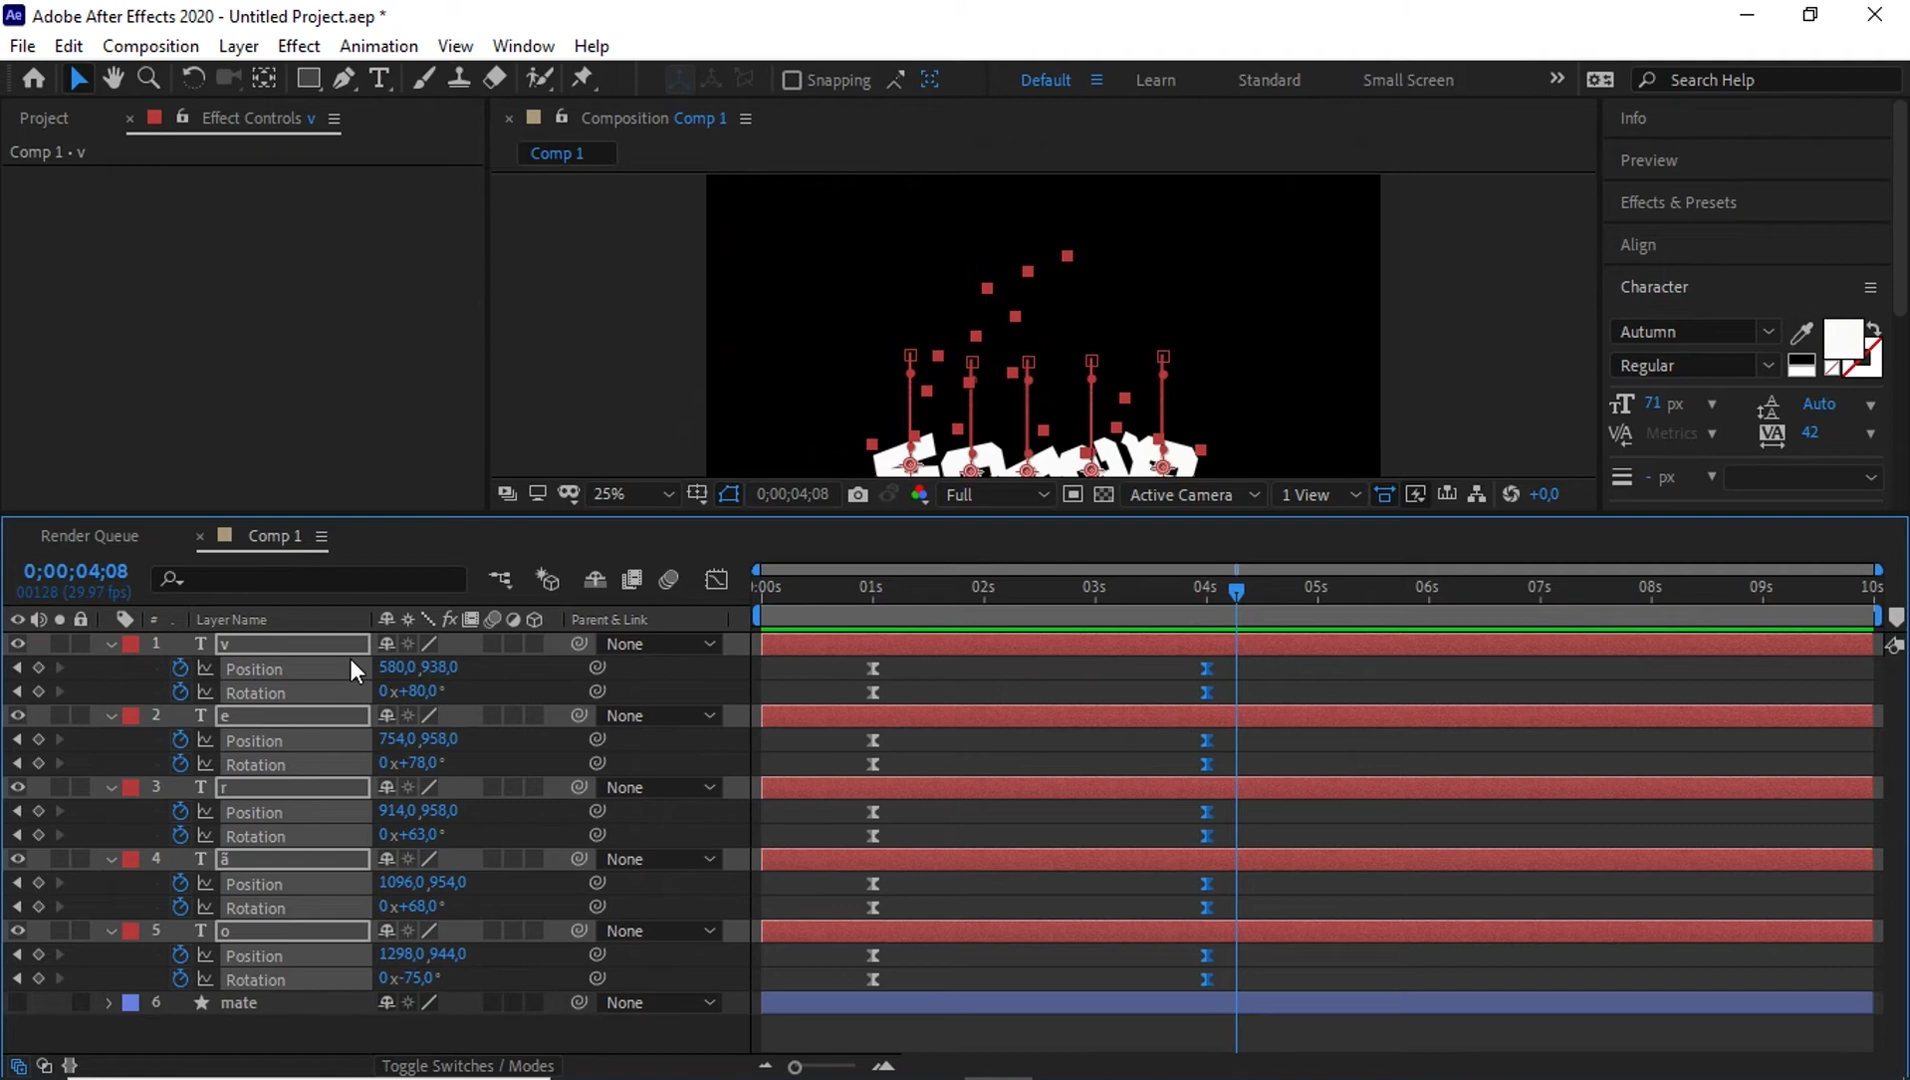 Adobe After Effects 2020 - Untitled Project.aep *
File Edit Composition Layer Effect Animation View Window Help
Snapping Default Learn Standard Small Screen Search Help
Project Effect Controls v Composition Comp 1 Info
Comp 1 • v
Comp 1
Preview
Effects & Presets
Align
Character
Autumn
Regular
71 px Auto
Metrics 42
- px
25% 0;00;04;08 Full Active Camera 1 View +0,0
Render Queue Comp 1
0;00;04;08
00128 (29.97 fps)
:00s 01s 02s 03s 04s 05s 06s 07s 08s 09s 10s
# . Layer Name Parent & Link
1 T v None
Position 580,0,938,0
Rotation 0x+80,0°
2 T e None
Position 754,0,958,0
Rotation 0x+78,0°
3 T r None
Position 914,0,958,0
Rotation 0x+63,0°
4 T ã None
Position 1096,0,954,0
Rotation 0x+68,0°
5 T o None
Position 1298,0,944,0
Rotation 0x-75,0°
6 mate None
Toggle Switches / Modes